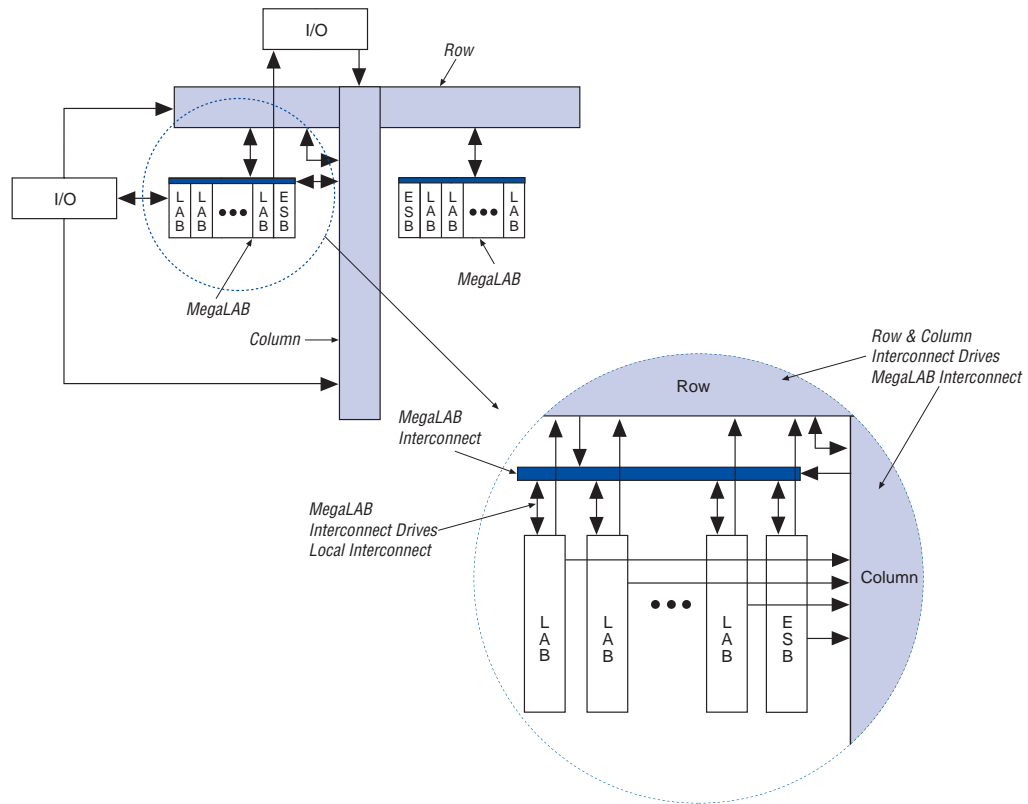 I/O
Row
I/O
L
A
B
L
A
B
L
A
B
E
S
B
E
S
B
L
A
B
L
A
B
L
A
B
MegaLAB
MegaLAB
Column
Row & Column
Interconnect Drives
MegaLAB Interconnect
Row
MegaLAB
Interconnect
MegaLAB
Interconnect Drives
Local Interconnect
Column
L
A
B
L
A
B
L
A
B
E
S
B